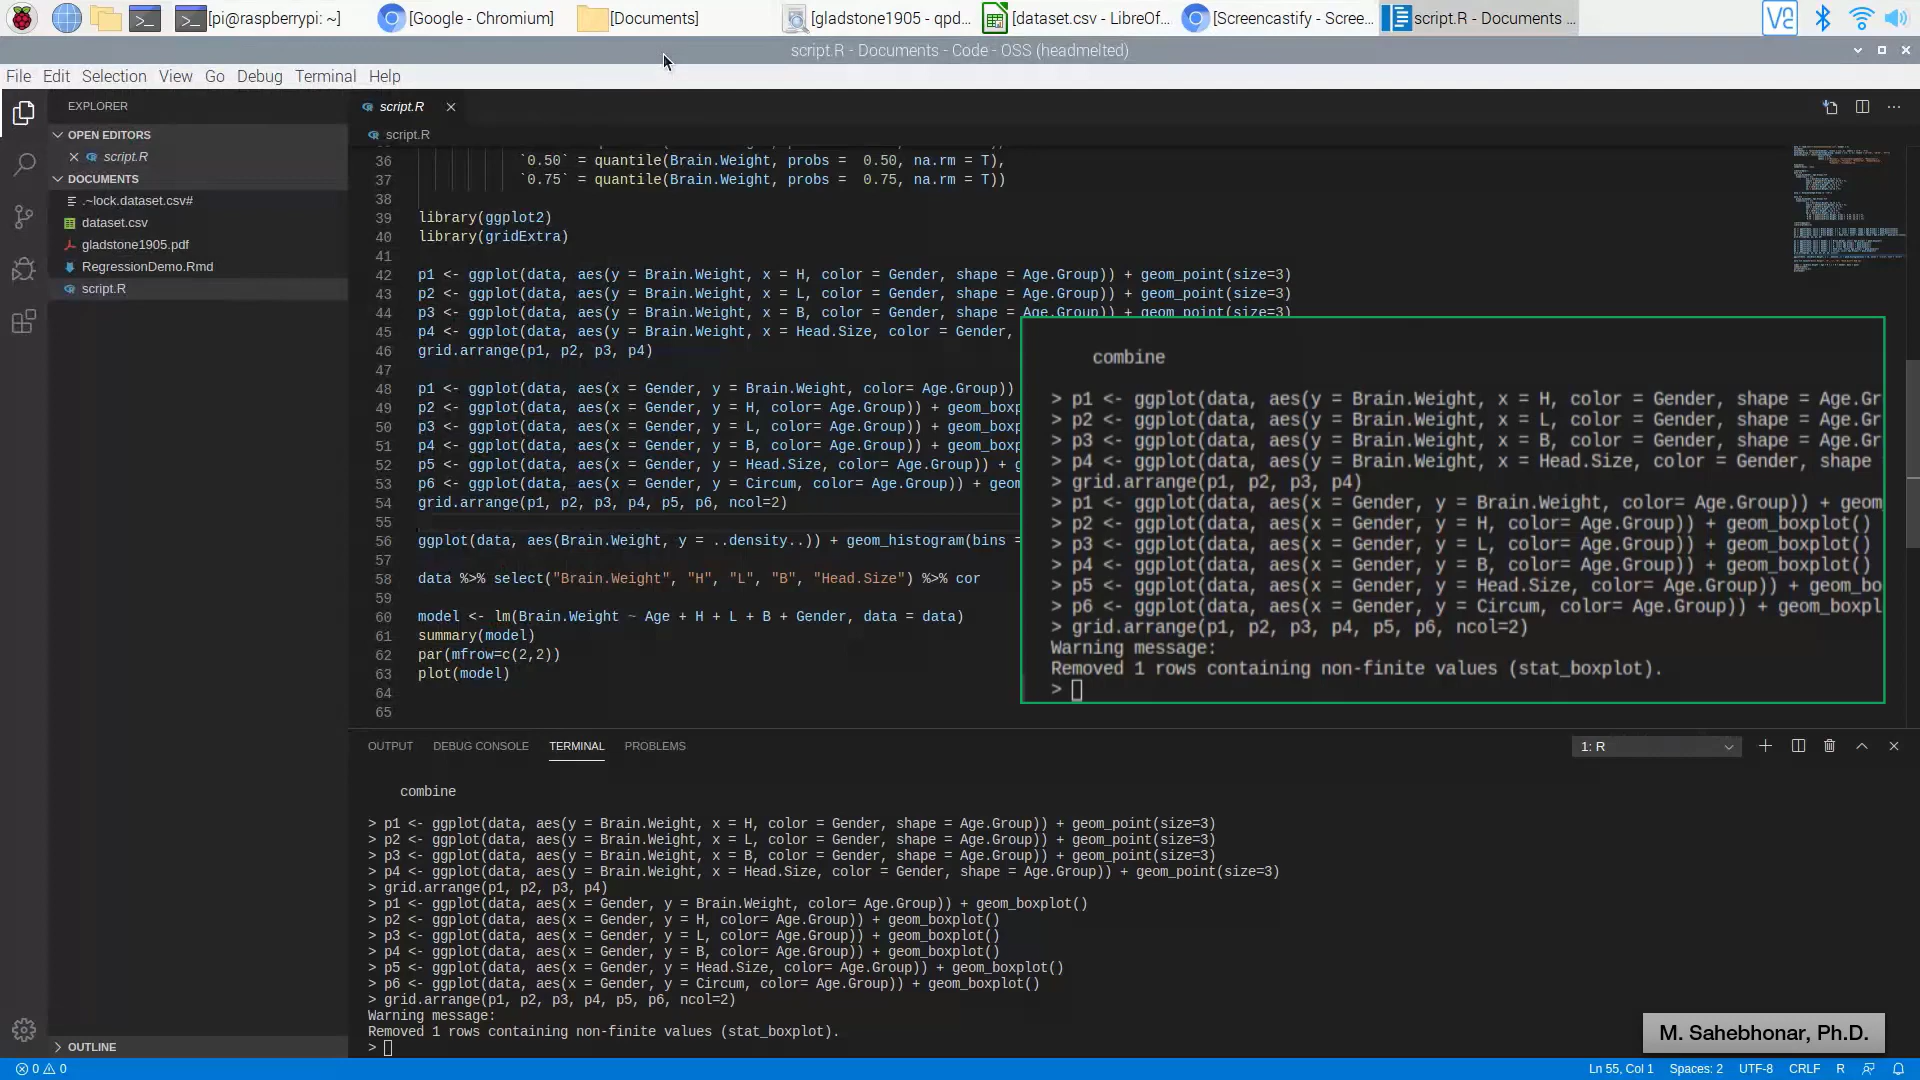 [pi@raspberrypi: ~]
[Google - Chromium]
[Documents]
[gladstone1905 - qpd...
[dataset.csv - LibreOf...
[Screencastify - Scree...
script.R - Documents ...
script.R - Documents - Code - OSS (headmelted)
File Edit Selection View Go Debug Terminal Help
EXPLORER
OPEN EDITORS
script.R
DOCUMENTS
.~lock.dataset.csv#
dataset.csv
gladstone1905.pdf
RegressionDemo.Rmd
script.R
OUTLINE
script.R
script.R
36 `0.50` = quantile(Brain.Weight, probs =  0.50, na.rm = T),
37 `0.75` = quantile(Brain.Weight, probs =  0.75, na.rm = T))
38
39 library(ggplot2)
40 library(gridExtra)
41
42 p1 <- ggplot(data, aes(y = Brain.Weight, x = H, color = Gender, shape = Age.Group)) + geom_point(size=3)
43 p2 <- ggplot(data, aes(y = Brain.Weight, x = L, color = Gender, shape = Age.Group)) + geom_point(size=3)
44 p3 <- ggplot(data, aes(y = Brain.Weight, x = B, color = Gender, shape = Age.Group)) + geom_point(size=3)
45 p4 <- ggplot(data, aes(y = Brain.Weight, x = Head.Size, color = Gender,
46 grid.arrange(p1, p2, p3, p4)
47
48 p1 <- ggplot(data, aes(x = Gender, y = Brain.Weight, color= Age.Group))
49 p2 <- ggplot(data, aes(x = Gender, y = H, color= Age.Group)) + geom_boxp
50 p3 <- ggplot(data, aes(x = Gender, y = L, color= Age.Group)) + geom_box
51 p4 <- ggplot(data, aes(x = Gender, y = B, color= Age.Group)) + geom_box
52 p5 <- ggplot(data, aes(x = Gender, y = Head.Size, color= Age.Group)) + g
53 p6 <- ggplot(data, aes(x = Gender, y = Circum, color= Age.Group)) + geom
54 grid.arrange(p1, p2, p3, p4, p5, p6, ncol=2)
55
56 ggplot(data, aes(Brain.Weight, y = ..density..)) + geom_histogram(bins =
57
58 data %>% select("Brain.Weight", "H", "L", "B", "Head.Size") %>% cor
59
60 model <- lm(Brain.Weight ~ Age + H + L + B + Gender, data = data)
61 summary(model)
62 par(mfrow=c(2,2))
63 plot(model)
64
65
combine
> p1 <- ggplot(data, aes(y = Brain.Weight, x = H, color = Gender, shape = Age.Gr
> p2 <- ggplot(data, aes(y = Brain.Weight, x = L, color = Gender, shape = Age.Gr
> p3 <- ggplot(data, aes(y = Brain.Weight, x = B, color = Gender, shape = Age.Gr
> p4 <- ggplot(data, aes(y = Brain.Weight, x = Head.Size, color = Gender, shape
> grid.arrange(p1, p2, p3, p4)
> p1 <- ggplot(data, aes(x = Gender, y = Brain.Weight, color= Age.Group)) + geom
> p2 <- ggplot(data, aes(x = Gender, y = H, color= Age.Group)) + geom_boxplot()
> p3 <- ggplot(data, aes(x = Gender, y = L, color= Age.Group)) + geom_boxplot()
> p4 <- ggplot(data, aes(x = Gender, y = B, color= Age.Group)) + geom_boxplot()
> p5 <- ggplot(data, aes(x = Gender, y = Head.Size, color= Age.Group)) + geom_bo
> p6 <- ggplot(data, aes(x = Gender, y = Circum, color= Age.Group)) + geom_boxpl
> grid.arrange(p1, p2, p3, p4, p5, p6, ncol=2)
Warning message:
Removed 1 rows containing non-finite values (stat_boxplot).
>
OUTPUT DEBUG CONSOLE TERMINAL PROBLEMS
1: R
combine
> p1 <- ggplot(data, aes(y = Brain.Weight, x = H, color = Gender, shape = Age.Group)) + geom_point(size=3)
> p2 <- ggplot(data, aes(y = Brain.Weight, x = L, color = Gender, shape = Age.Group)) + geom_point(size=3)
> p3 <- ggplot(data, aes(y = Brain.Weight, x = B, color = Gender, shape = Age.Group)) + geom_point(size=3)
> p4 <- ggplot(data, aes(y = Brain.Weight, x = Head.Size, color = Gender, shape = Age.Group)) + geom_point(size=3)
> grid.arrange(p1, p2, p3, p4)
> p1 <- ggplot(data, aes(x = Gender, y = Brain.Weight, color= Age.Group)) + geom_boxplot()
> p2 <- ggplot(data, aes(x = Gender, y = H, color= Age.Group)) + geom_boxplot()
> p3 <- ggplot(data, aes(x = Gender, y = L, color= Age.Group)) + geom_boxplot()
> p4 <- ggplot(data, aes(x = Gender, y = B, color= Age.Group)) + geom_boxplot()
> p5 <- ggplot(data, aes(x = Gender, y = Head.Size, color= Age.Group)) + geom_boxplot()
> p6 <- ggplot(data, aes(x = Gender, y = Circum, color= Age.Group)) + geom_boxplot()
> grid.arrange(p1, p2, p3, p4, p5, p6, ncol=2)
Warning message:
Removed 1 rows containing non-finite values (stat_boxplot).
>
M. Sahebhonar, Ph.D.
0 0
Ln 55, Col 1 Spaces: 2 UTF-8 CRLF R